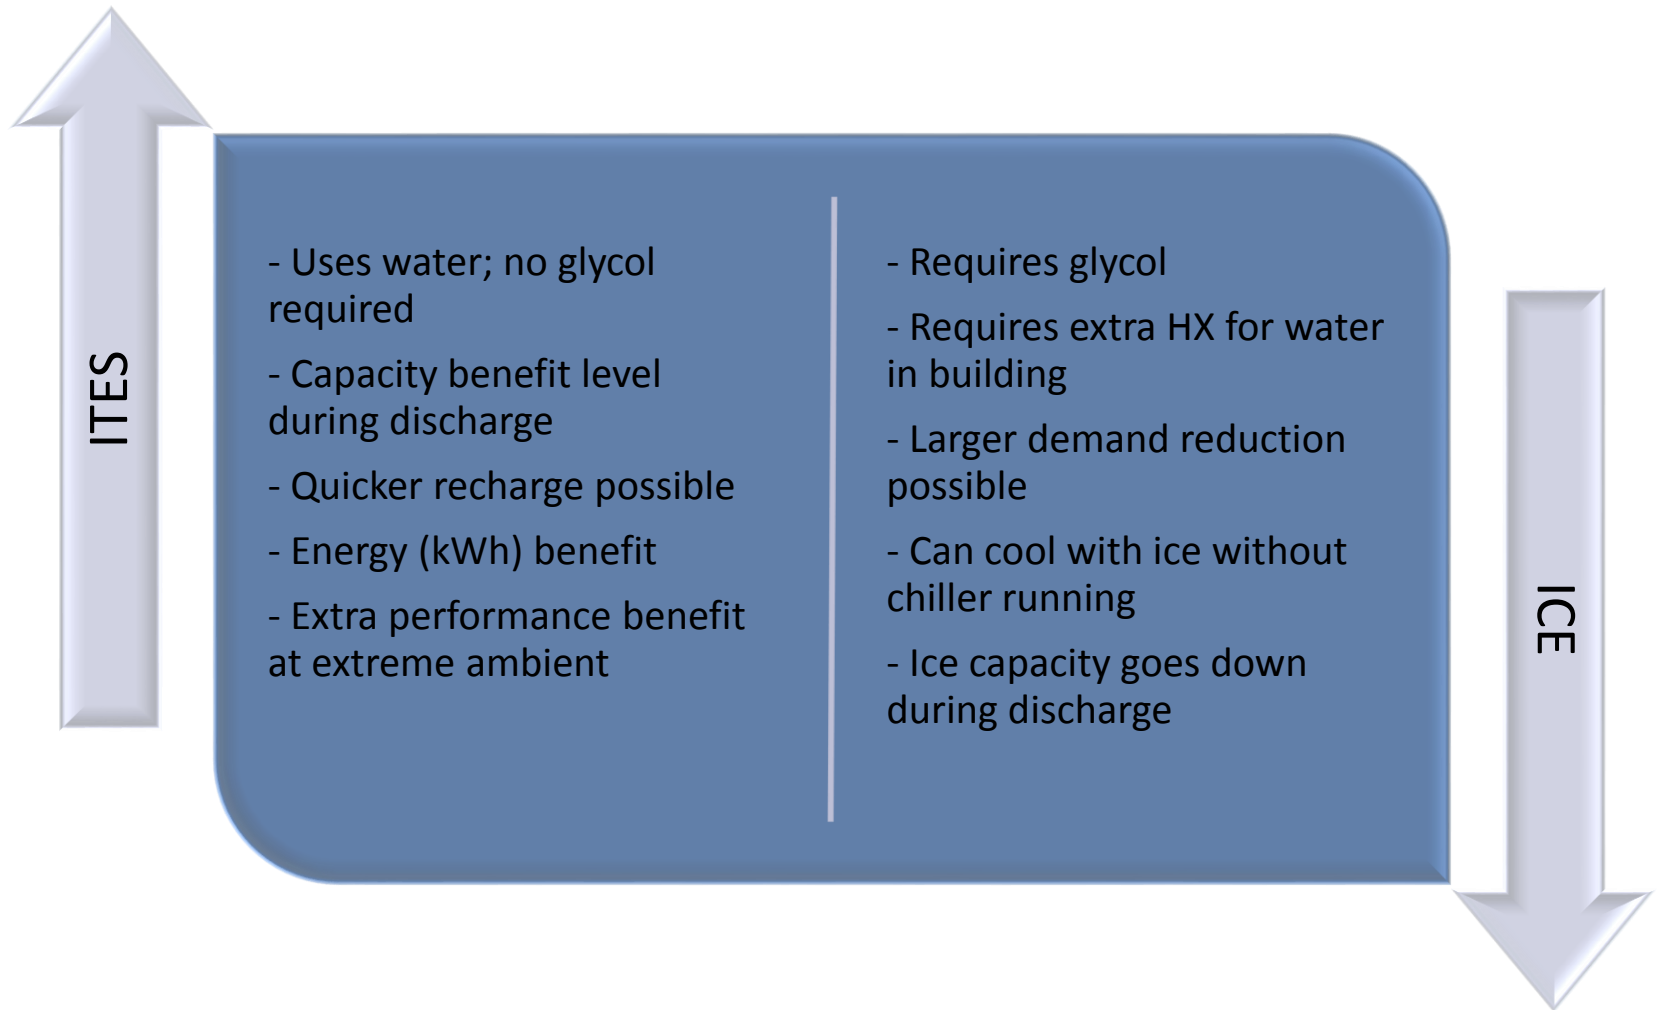 ITES
- Uses water; no glycol
required
- Capacity benefit level
during discharge
- Quicker recharge possible
- Energy (kWh) benefit
- Extra performance benefit
at extreme ambient
- Requires glycol
- Requires extra HX for water
in building
- Larger demand reduction
possible
- Can cool with ice without
chiller running
- Ice capacity goes down
during discharge
ICE